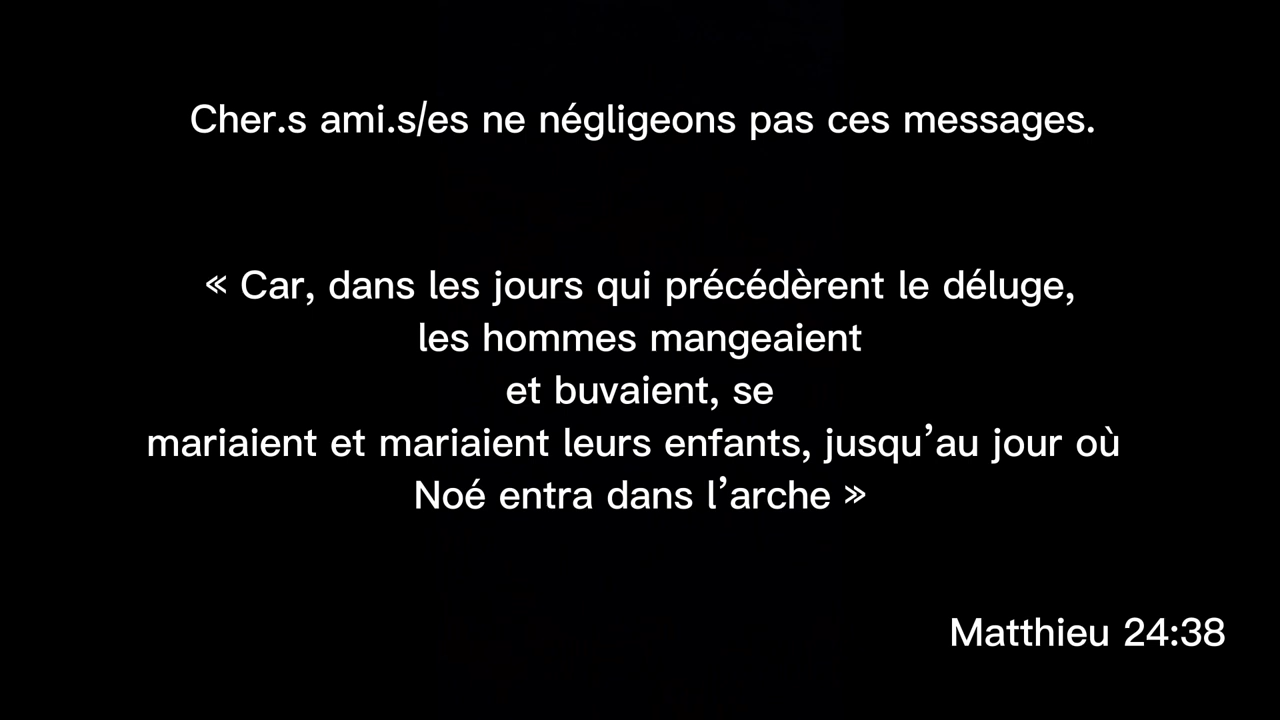 Cher.s ami.s/es ne négligeons pas ces messages.
« Car, dans les jours qui précédèrent le déluge,
les hommes mangeaient
et buvaient, se
mariaient et mariaient leurs enfants, jusqu’au jour où
Noé entra dans l’arche »
Matthieu 24:38